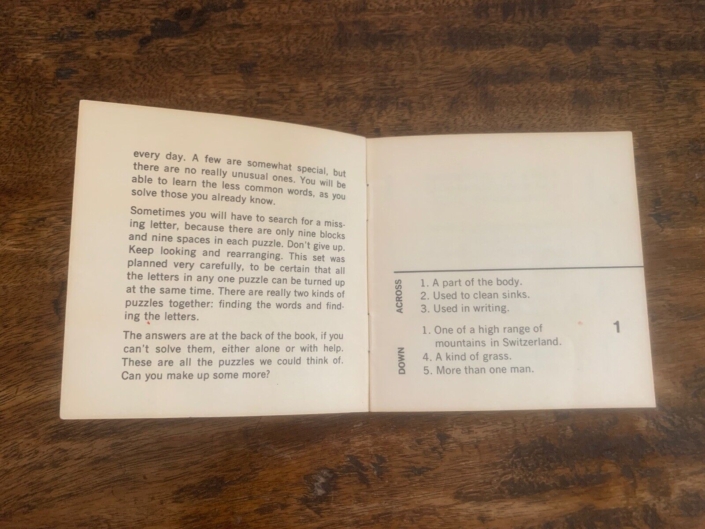 every day. A few are somewhat special, but
there are no really unusual ones. You will be
able to learn the less common words, as you
solve those you already know.
Sometimes you will have to search for a miss-
ing letter, because there are only nine blocks
and nine spaces in each puzzle. Don't give up.
Keep looking and rearranging. This set was
planned very carefully, to be certain that all
the letters in any one puzzle can be turned up
at the same time. There are really two kinds of
puzzles together: finding the words and find-
ing the letters.
The answers are at the back of the book, if you
can't solve them, either alone or with help.
These are all the puzzles we could think of.
Can you make up some more?
ACROSS
1. A part of the body.
2. Used to clean sinks.
3. Used in writing.
DOWN
1. One of a high range of
mountains in Switzerland.
4. A kind of grass.
5. More than one man.
1